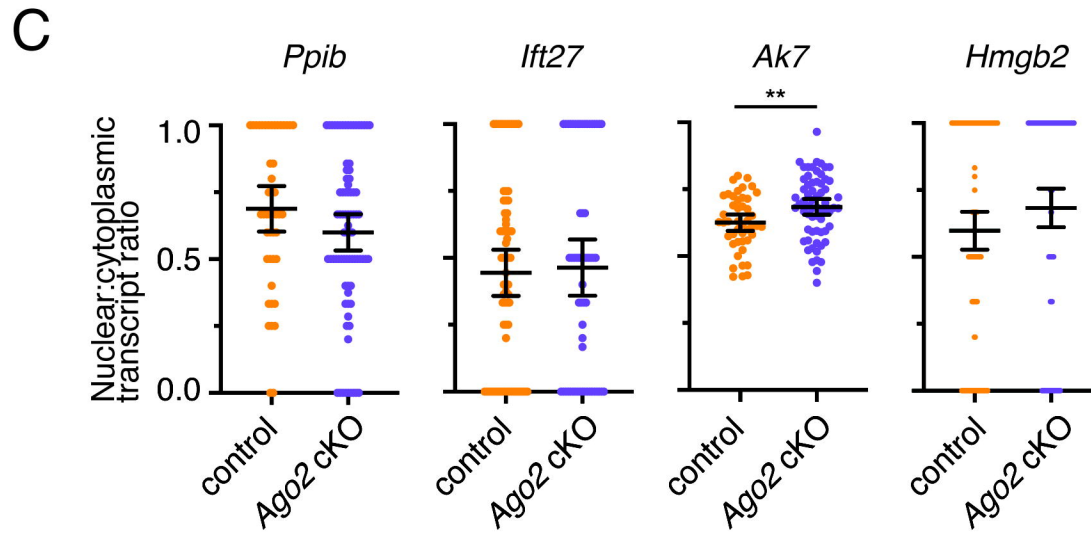 C
Ppib
Ift27
Ak7
Hmgb2
**
Nuclear:cytoplasmic
transcript ratio
1.0
0.5
0.0
control
Ago2 cKO
control
Ago2 cKO
control
Ago2 cKO
control
Ago2 cKO